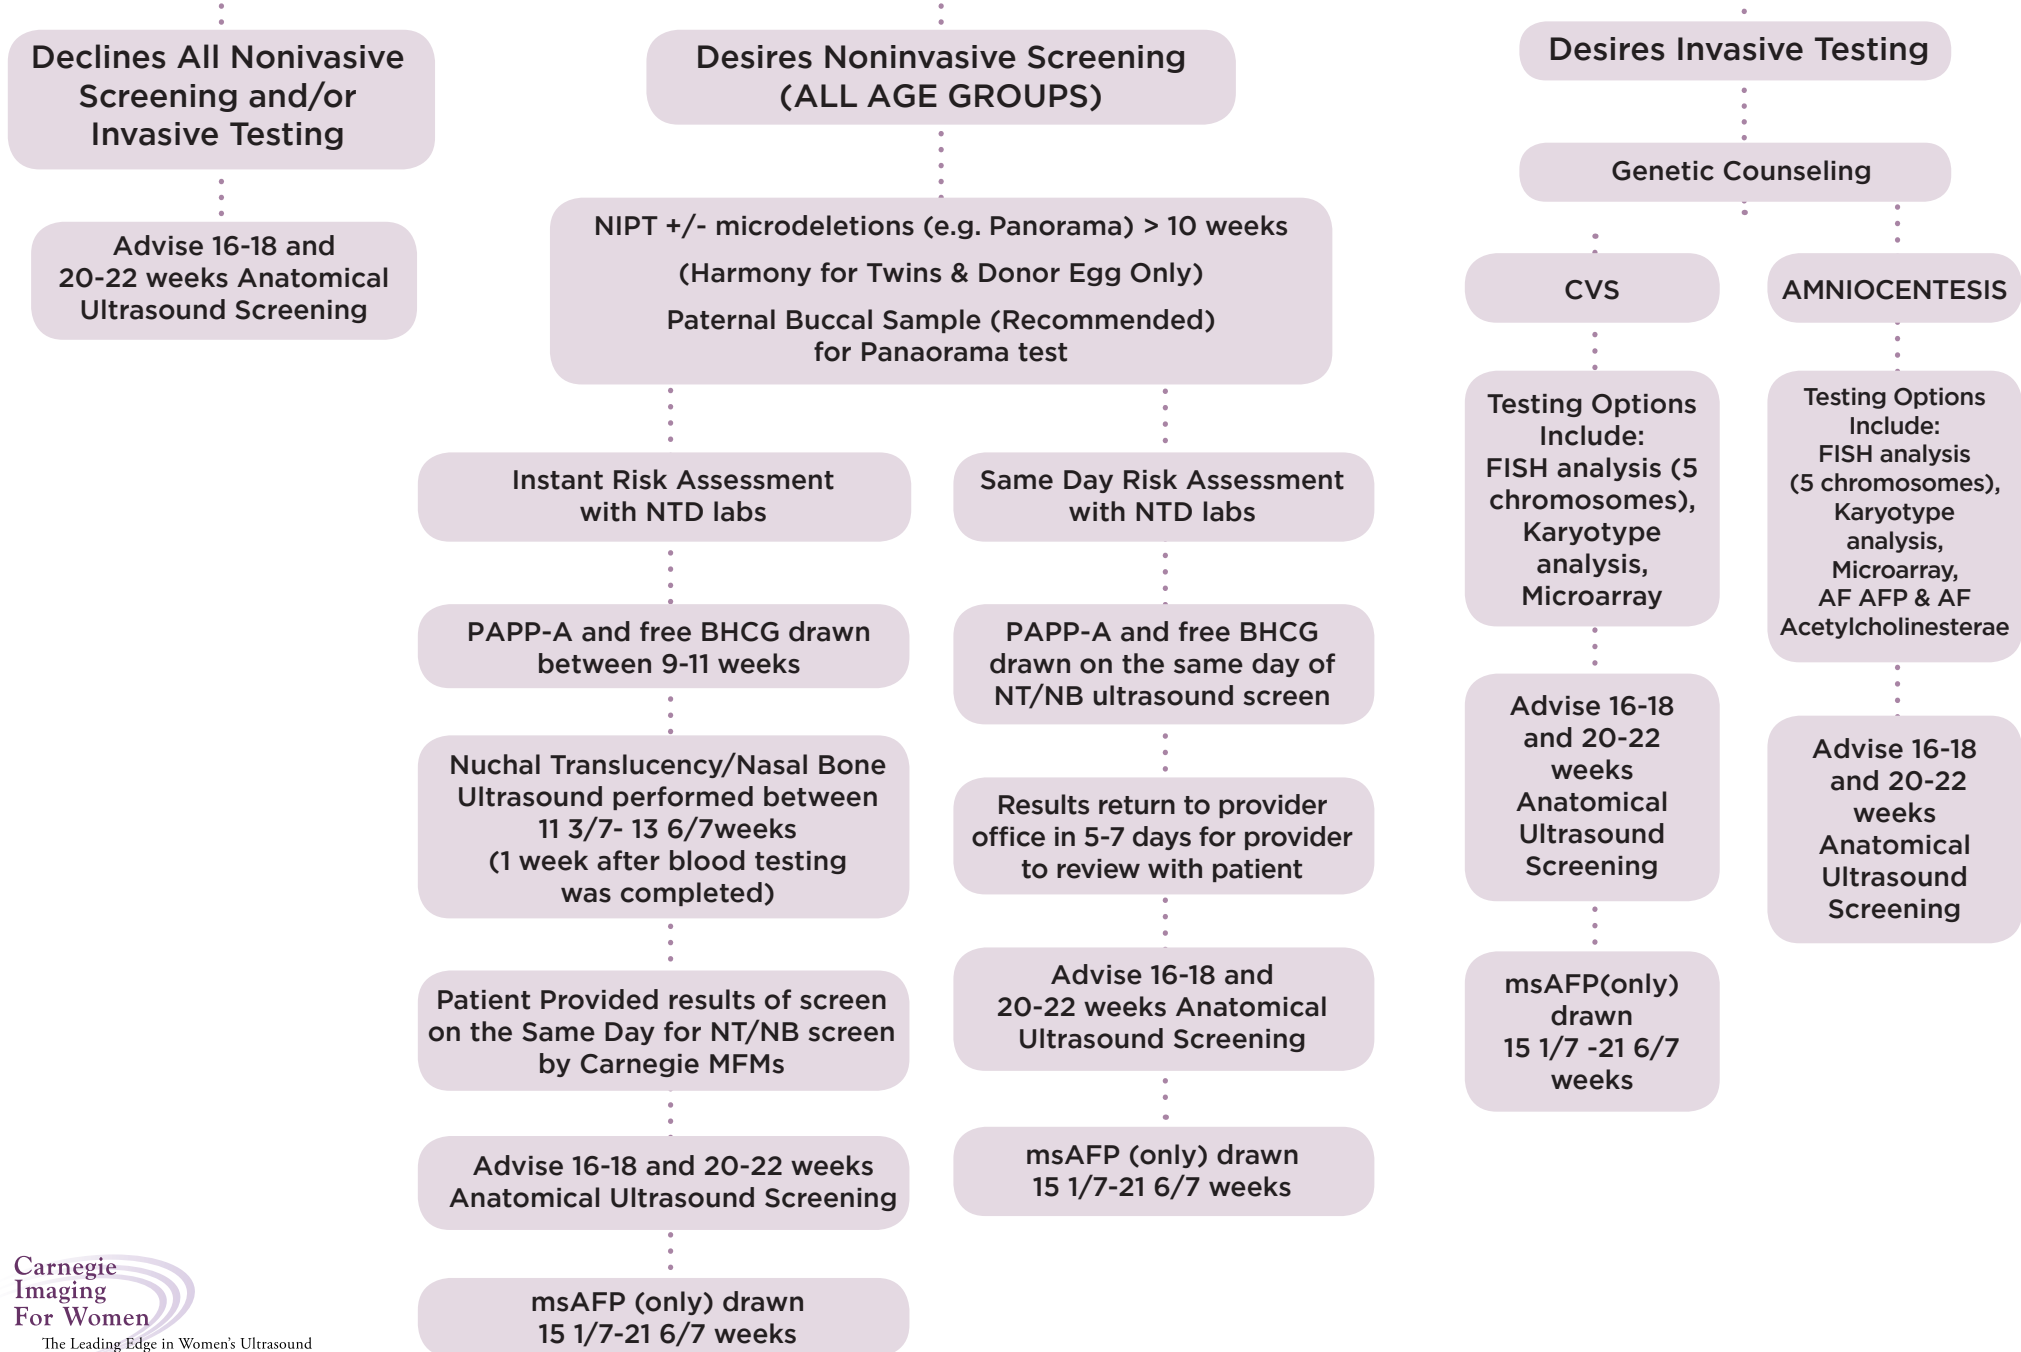 Declines All Nonivasive
Screening and/or
Invasive Testing
Advise 16-18 and
20-22 weeks Anatomical
Ultrasound Screening
Desires Noninvasive Screening
(ALL AGE GROUPS)
NIPT +/- microdeletions (e.g. Panorama) > 10 weeks
(Harmony for Twins & Donor Egg Only)
Paternal Buccal Sample (Recommended)
for Panaorama test
Instant Risk Assessment
with NTD labs
PAPP-A and free BHCG drawn
between 9-11 weeks
Nuchal Translucency/Nasal Bone
Ultrasound performed between
11 3/7- 13 6/7weeks
(1 week after blood testing
was completed)
Patient Provided results of screen
on the Same Day for NT/NB screen
by Carnegie MFMs
Advise 16-18 and 20-22 weeks
Anatomical Ultrasound Screening
msAFP (only) drawn
15 1/7-21 6/7 weeks
Same Day Risk Assessment
with NTD labs
PAPP-A and free BHCG
drawn on the same day of
NT/NB ultrasound screen
Results return to provider
office in 5-7 days for provider
to review with patient
Advise 16-18 and
20-22 weeks Anatomical
Ultrasound Screening
msAFP (only) drawn
15 1/7-21 6/7 weeks
Desires Invasive Testing
Genetic Counseling
CVS
Testing Options
Include:
FISH analysis (5
chromosomes),
Karyotype
analysis,
Microarray
Advise 16-18
and 20-22
weeks
Anatomical
Ultrasound
Screening
msAFP(only)
drawn
15 1/7 -21 6/7
weeks
AMNIOCENTESIS
Testing Options
Include:
FISH analysis
(5 chromosomes),
Karyotype
analysis,
Microarray,
AF AFP & AF
Acetylcholinesterae
Advise 16-18
and 20-22
weeks
Anatomical
Ultrasound
Screening
Carnegie
Imaging
For Women
The Leading Edge in Women's Ultrasound